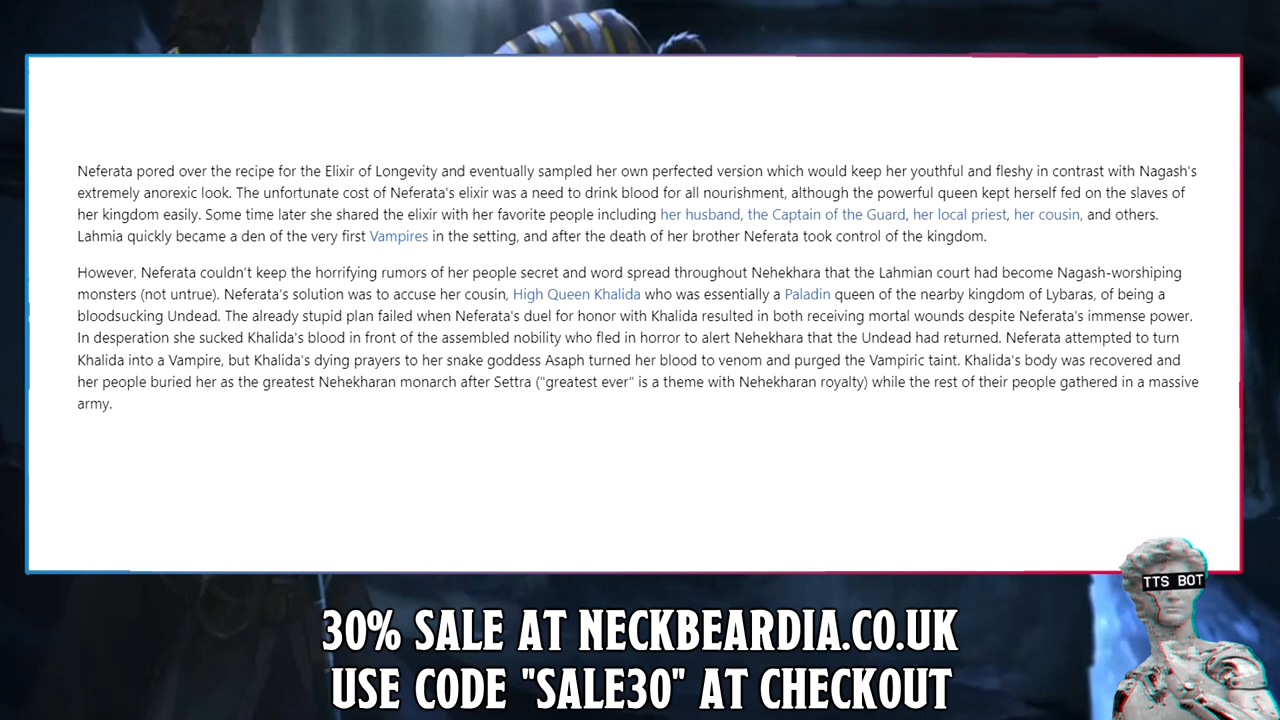 Neferata pored over the recipe for the Elixir of Longevity and eventually sampled her own perfected version which would keep her youthful and fleshy in contrast with Nagash's
extremely anorexic look. The unfortunate cost of Neferata's elixir was a need to drink blood for all nourishment, although the powerful queen kept herself fed on the slaves of
her kingdom easily. Some time later she shared the elixir with her favorite people including her husband, the Captain of the Guard, her local priest, her cousin, and others.
Lahmia quickly became a den of the very first Vampires in the setting, and after the death of her brother Neferata took control of the kingdom.
However, Neferata couldn't keep the horrifying rumors of her people secret and word spread throughout Nehekhara that the Lahmian court had become Nagash-worshiping
monsters (not untrue). Neferata's solution was to accuse her cousin, High Queen Khalida who was essentially a Paladin queen of the nearby kingdom of Lybaras, of being a
bloodsucking Undead. The already stupid plan failed when Neferata's duel for honor with Khalida resulted in both receiving mortal wounds despite Neferata's immense power.
In desperation she sucked Khalida's blood in front of the assembled nobility who fled in horror to alert Nehekhara that the Undead had returned. Neferata attempted to turn
Khalida into a Vampire, but Khalida's dying prayers to her snake goddess Asaph turned her blood to venom and purged the Vampiric taint. Khalida's body was recovered and
her people buried her as the greatest Nehekharan monarch after Settra ("greatest ever" is a theme with Nehekharan royalty) while the rest of their people gathered in a massive
army.
TTS BOT
30% SALE AT NECKBEARDIA.CO.UK
USE CODE "SALE30" AT CHECKOUT